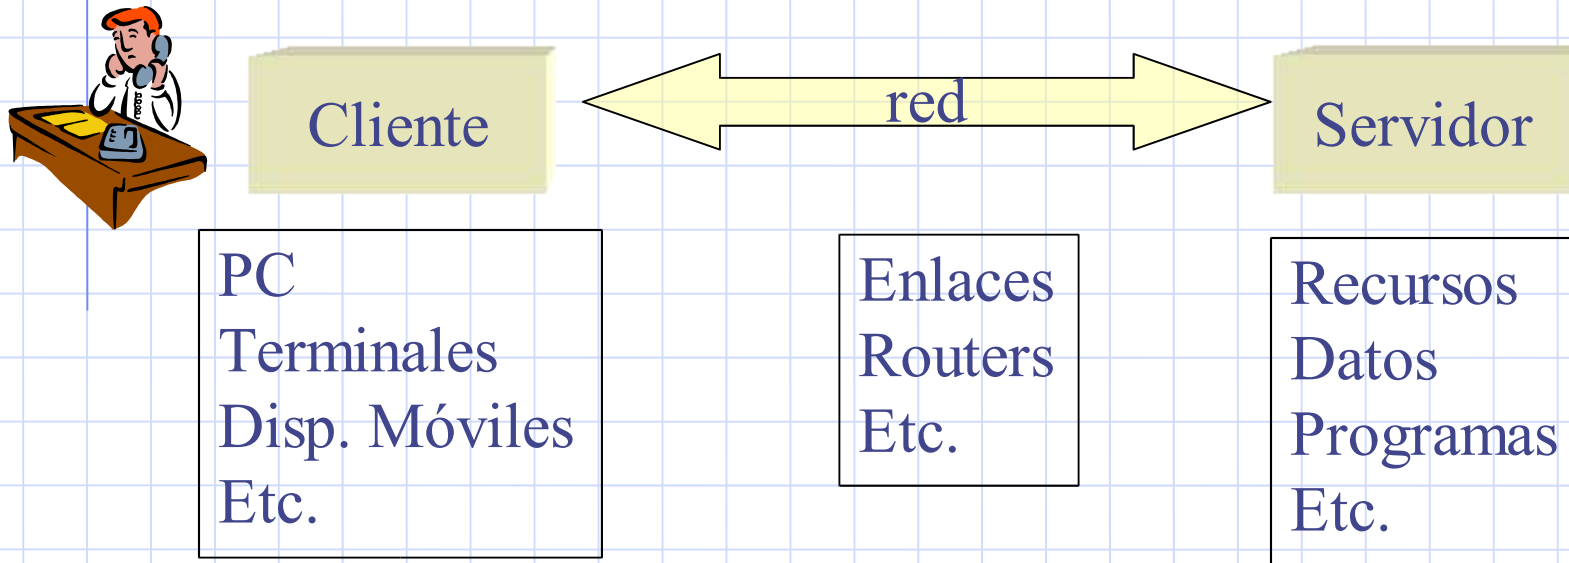 Cliente
red
Servidor
PC
Terminales
Disp. Móviles
Etc.
Enlaces
Routers
Etc.
Recursos
Datos
Programas
Etc.